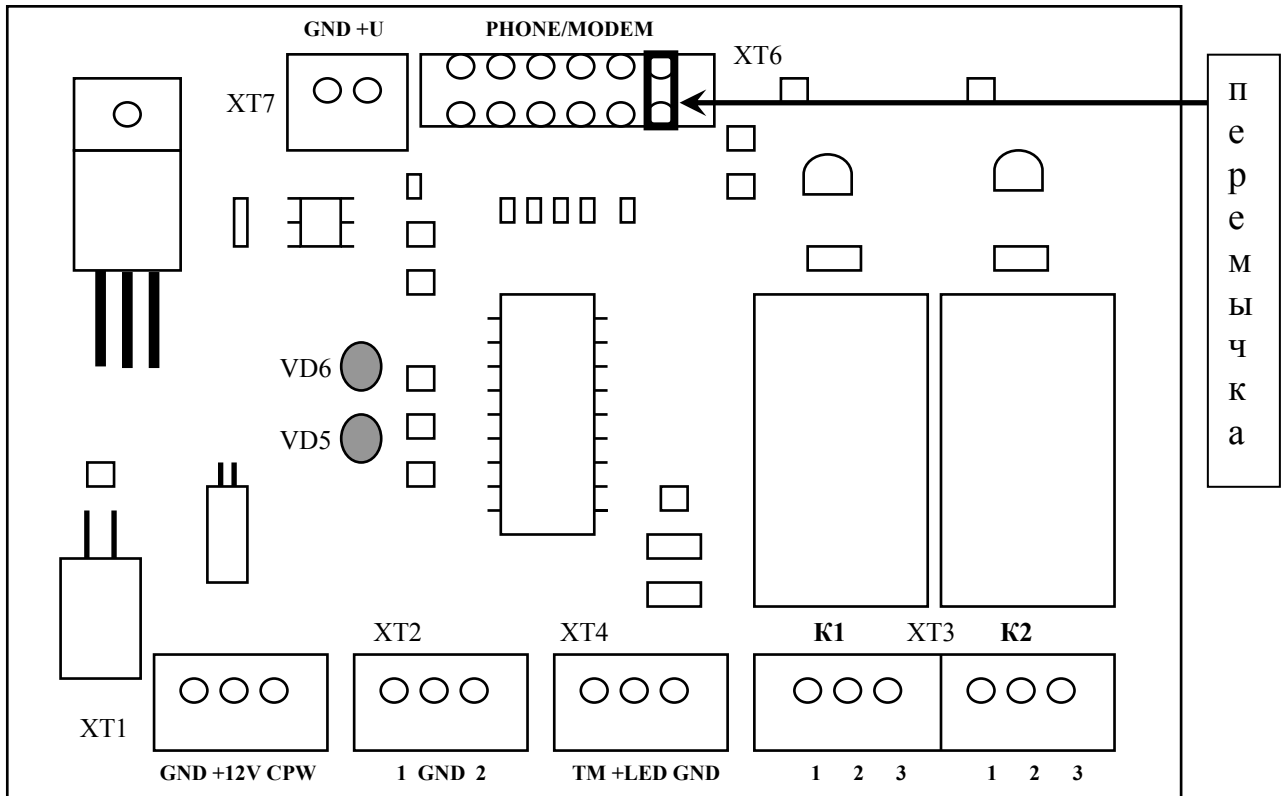 GND +U
PHONE/MODEM
XT6
XT7
перемычка
VD6
VD5
XT2
XT4
К1
XT3
К2
XT1
GND +12V CPW
1 GND 2
TM +LED GND
1 2 3
1 2 3